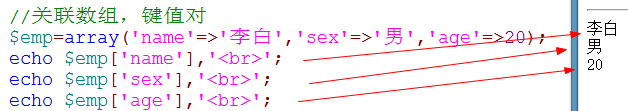 //关联数组，键值对
$emp=array('name'=>'李白','sex'=>'男','age'=>20);
echo $emp['name'],'<br>';
echo $emp['sex'],'<br>';
echo $emp['age'],'<br>';
李白
男
20